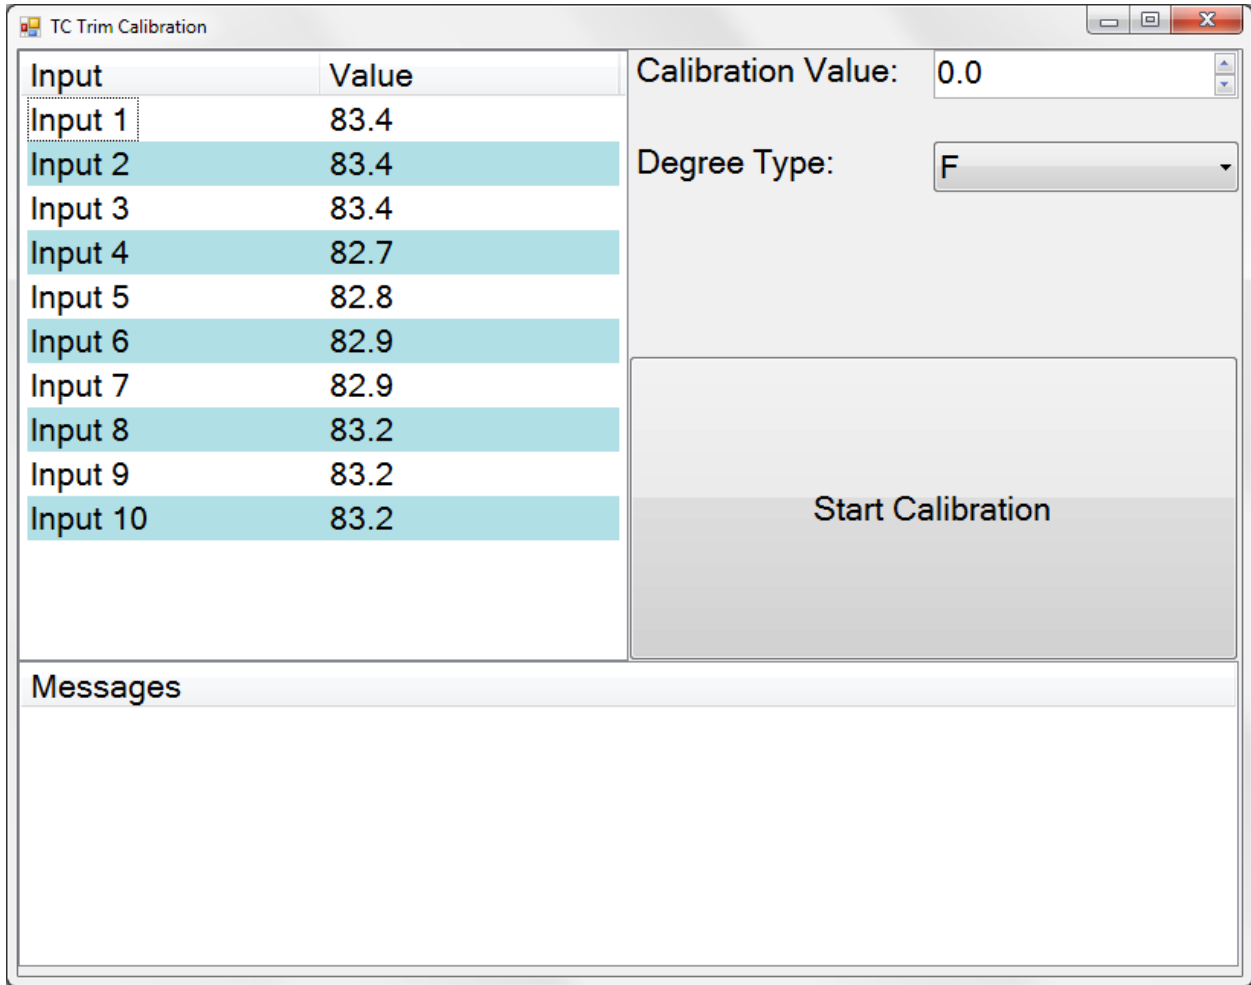 TC Trim Calibration
Input Value
Input 1 83.4
Input 2 83.4
Input 3 83.4
Input 4 82.7
Input 5 82.8
Input 6 82.9
Input 7 82.9
Input 8 83.2
Input 9 83.2
Input 10 83.2
Calibration Value: 0.0
Degree Type: F
Start Calibration
Messages